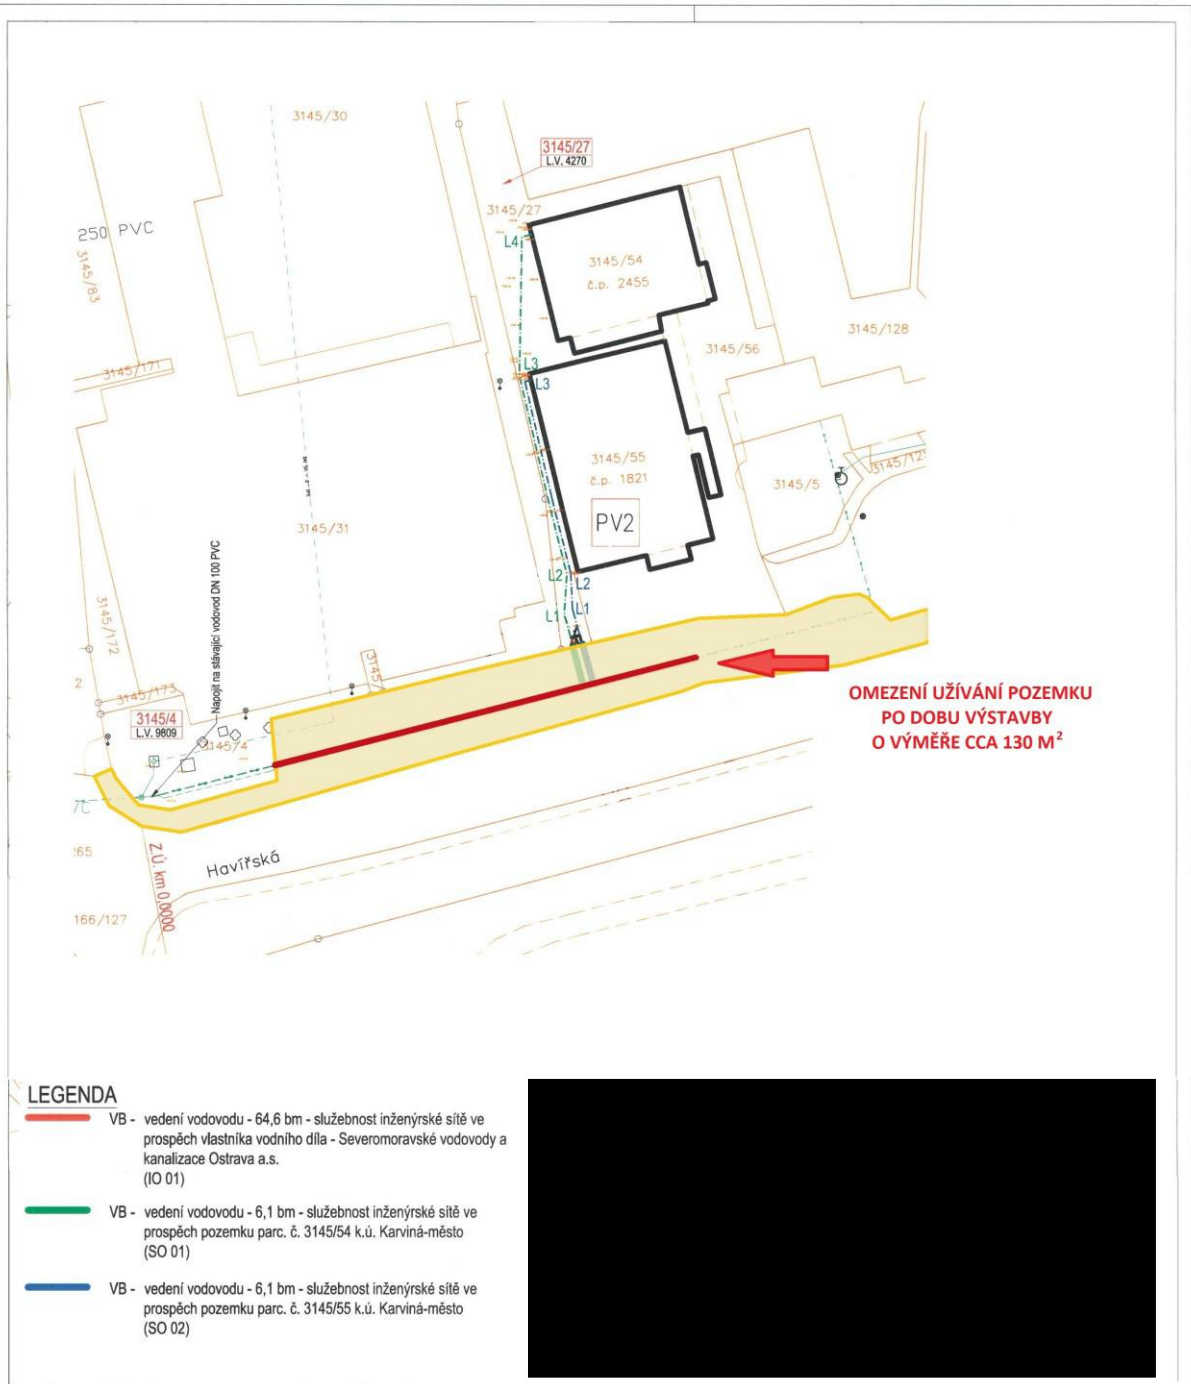 3145/30
3145/27
L.V. 4270
3145/27
250 PVC
L4
3145/83
3145/54
č.p. 2455
3145/128
3145/56
3145/171
L3
L3
3145/55
č.p. 1821
3145/5
PV2
3145/31
Napojit na stávající vodovod DN 100 PVC
L2
L2
L1
L1
3145/172
2
3145/173
3145/4
L.V. 9809
3145/4
OMEZENÍ UŽÍVÁNÍ POZEMKU
PO DOBU VÝSTAVBY
O VÝMĚŘE CCA 130 M²
Havířská
Z.Ú. km 0,0000
166/127
LEGENDA
VB - vedení vodovodu - 64,6 bm - služebnost inženýrské sítě ve
prospěch vlastníka vodního díla - Severomoravské vodovody a
kanalizace Ostrava a.s.
(IO 01)
VB - vedení vodovodu - 6,1 bm - služebnost inženýrské sítě ve
prospěch pozemku parc. č. 3145/54 k.ú. Karviná-město
(SO 01)
VB - vedení vodovodu - 6,1 bm - služebnost inženýrské sítě ve
prospěch pozemku parc. č. 3145/55 k.ú. Karviná-město
(SO 02)